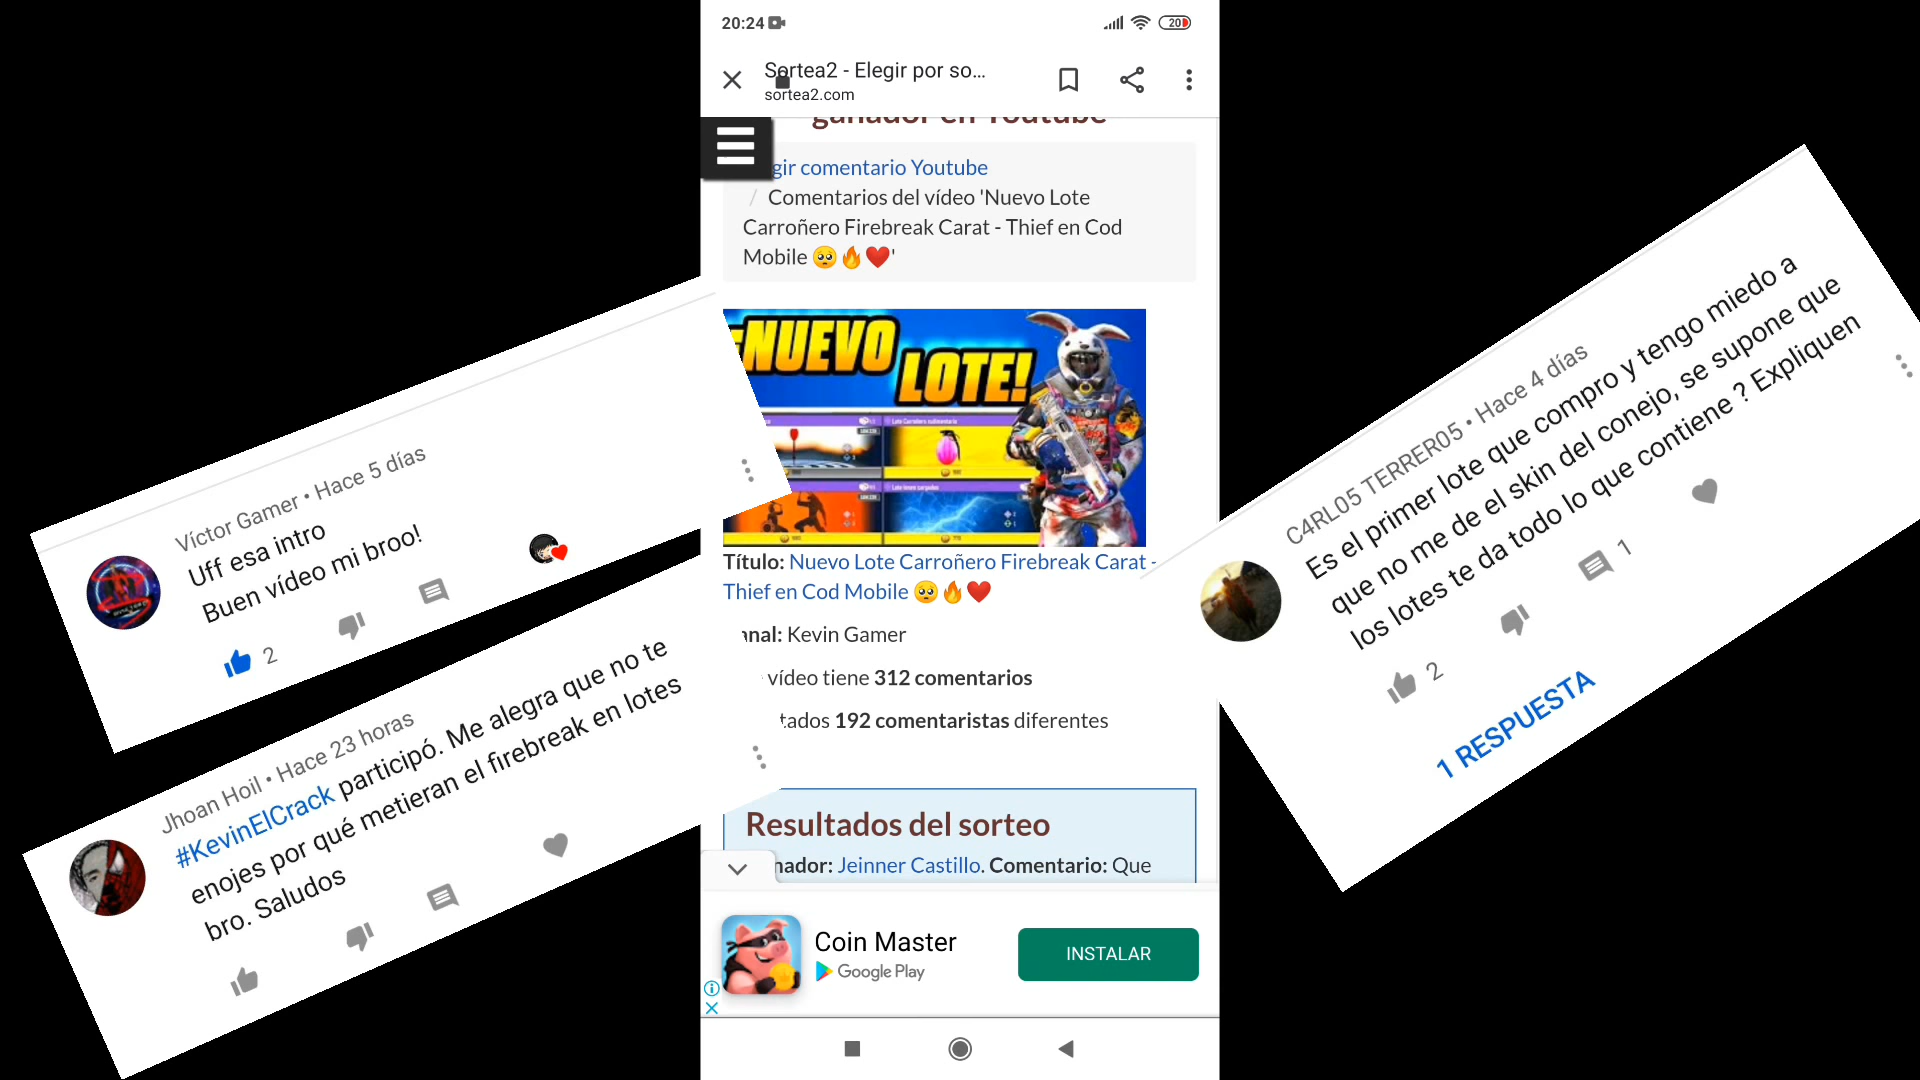 20:24
20
Sortea2 - Elegir por so...
sortea2.com
ganador en Youtube
gir comentario Youtube
/ Comentarios del vídeo 'Nuevo Lote
Carroñero Firebreak Carat - Thief en Cod
Mobile 🥺🔥❤️'
¡NUEVO
LOTE!
Título: Nuevo Lote Carroñero Firebreak Carat -
Thief en Cod Mobile 🥺🔥❤️
nal: Kevin Gamer
vídeo tiene 312 comentarios
tados 192 comentaristas diferentes
Resultados del sorteo
nador: Jeinner Castillo. Comentario: Que
Coin Master
Google Play
INSTALAR
Víctor Gamer • Hace 5 días
Uff esa intro
Buen vídeo mi broo!
2
Jhoan Hoil • Hace 23 horas
#KevinElCrack participó. Me alegra que no te
enojes por qué metieran el firebreak en lotes
bro. Saludos
C4RL05 TERRER05 • Hace 4 días
Es el primer lote que compro y tengo miedo a
que no me de el skin del conejo, se supone que
los lotes te da todo lo que contiene ? Expliquen
2
1
1 RESPUESTA